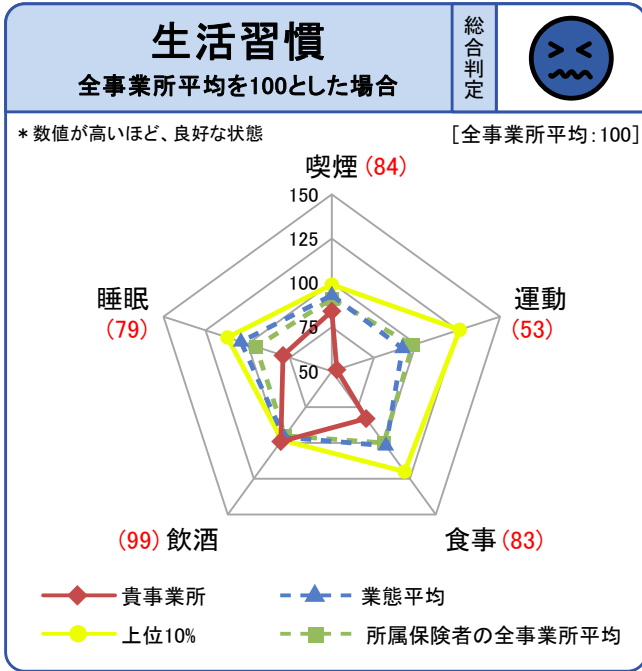 生活習慣
全事業所平均を100とした場合
総合判定
*数値が高いほど、良好な状態
[全事業所平均:100]
喫煙(84)
150
125
100
75
50
睡眠
(79)
運動
(53)
(99)飲酒
食事(83)
貴事業所
業態平均
上位10%
所属保険者の全事業所平均